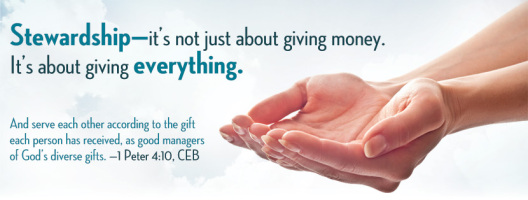 Stewardship—it's not just about giving money.
It's about giving everything.
And serve each other according to the gift
each person has received, as good managers
of God's diverse gifts. —1 Peter 4:10, CEB